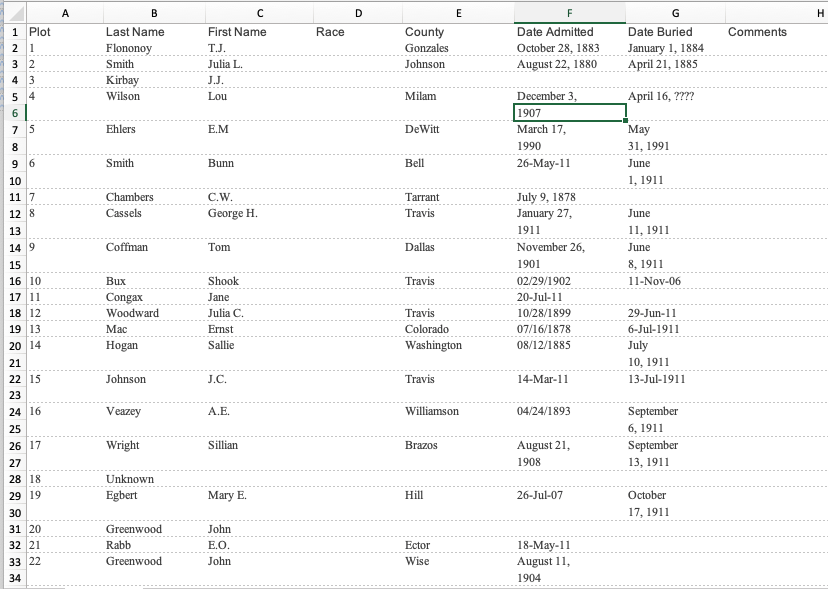 A B C D E F G H
1 Plot Last Name First Name Race County Date Admitted Date Buried Comments
2 1 Flononoy T.J. Gonzales October 28, 1883 January 1, 1884
3 2 Smith Julia L. Johnson August 22, 1880 April 21, 1885
4 3 Kirbay J.J.
5 4 Wilson Lou Milam December 3, April 16, ????
6 1907
7 5 Ehlers E.M DeWitt March 17, May
8 1990 31, 1991
9 6 Smith Bunn Bell 26-May-11 June
10 1, 1911
11 7 Chambers C.W. Tarrant July 9, 1878
12 8 Cassels George H. Travis January 27, June
13 1911 11, 1911
14 9 Coffman Tom Dallas November 26, June
15 1901 8, 1911
16 10 Bux Shook Travis 02/29/1902 11-Nov-06
17 11 Congax Jane 20-Jul-11
18 12 Woodward Julia C. Travis 10/28/1899 29-Jun-11
19 13 Mac Ernst Colorado 07/16/1878 6-Jul-1911
20 14 Hogan Sallie Washington 08/12/1885 July
21 10, 1911
22 15 Johnson J.C. Travis 14-Mar-11 13-Jul-1911
23
24 16 Veazey A.E. Williamson 04/24/1893 September
25 6, 1911
26 17 Wright Sillian Brazos August 21, September
27 1908 13, 1911
28 18 Unknown
29 19 Egbert Mary E. Hill 26-Jul-07 October
30 17, 1911
31 20 Greenwood John
32 21 Rabb E.O. Ector 18-May-11
33 22 Greenwood John Wise August 11,
34 1904